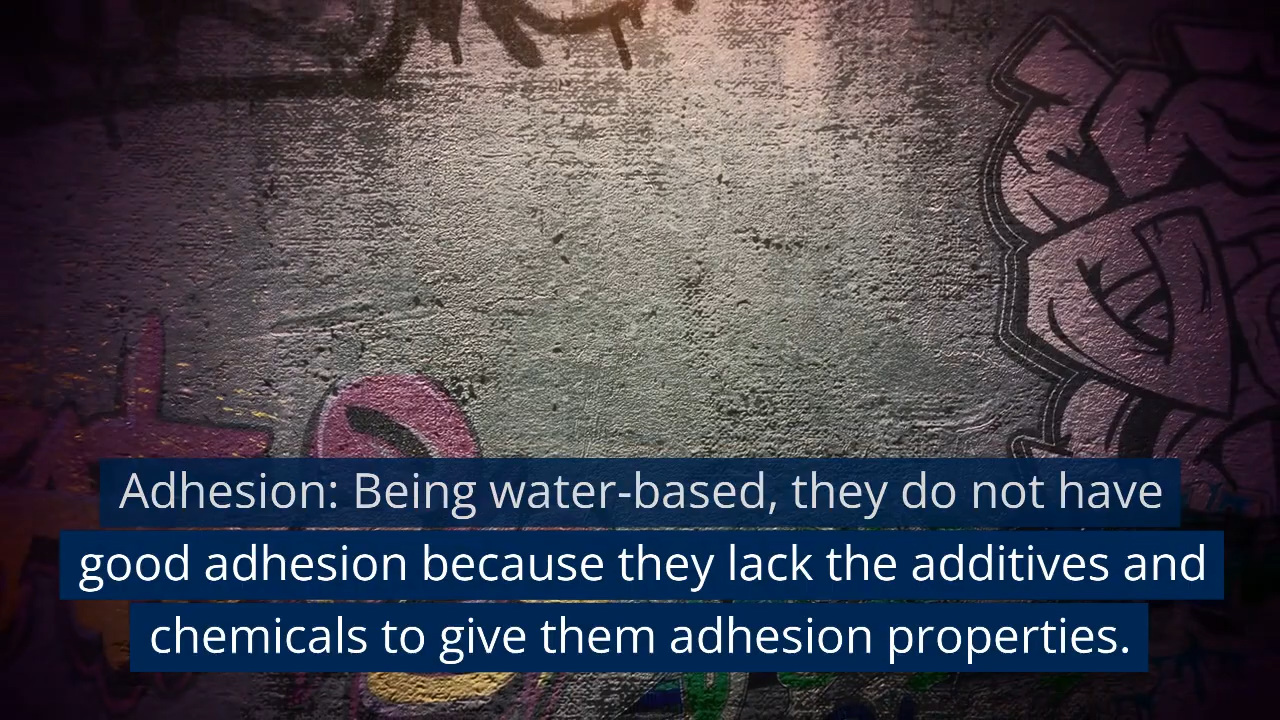 Adhesion: Being water-based, they do not have
good adhesion because they lack the additives and
chemicals to give them adhesion properties.